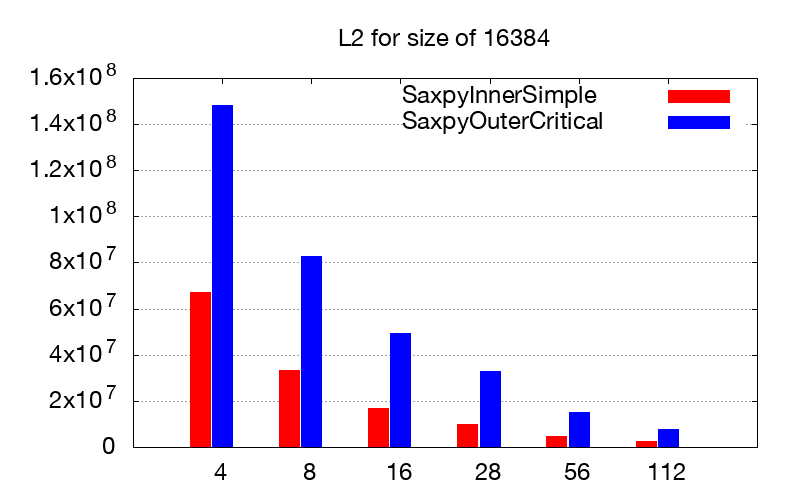 L2 for size of 16384
1.6x10^8
1.4x10^8
1.2x10^8
1x10^8
8x10^7
6x10^7
4x10^7
2x10^7
0
SaxpyInnerSimple
SaxpyOuterCritical
4 8 16 28 56 112